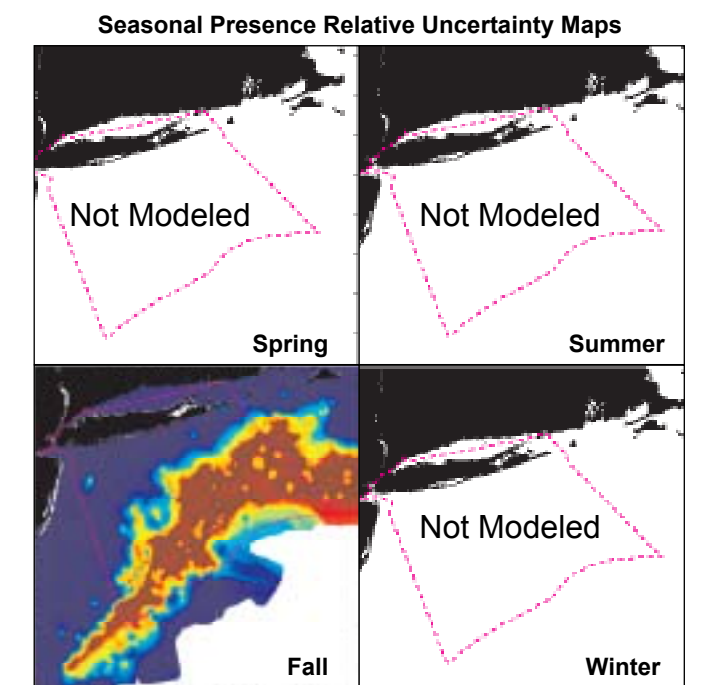 Seasonal Presence Relative Uncertainty Maps
Not Modeled
Spring
Not Modeled
Summer
Fall
Not Modeled
Winter